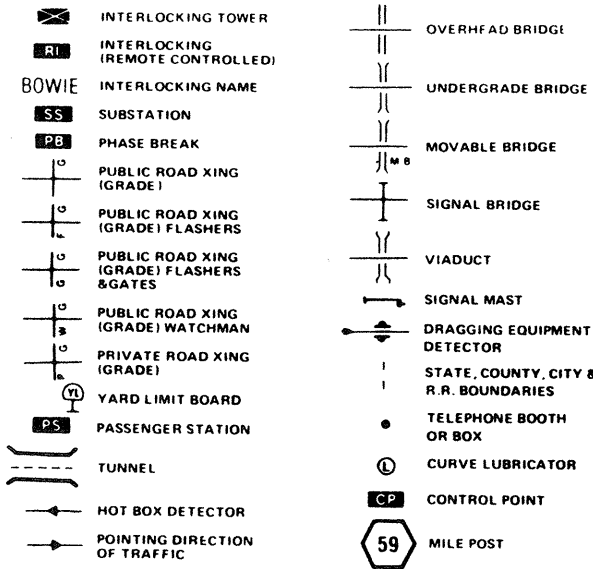 INTERLOCKING TOWER
RI INTERLOCKING
(REMOTE CONTROLLED)
BOWIE INTERLOCKING NAME
SS SUBSTATION
PB PHASE BREAK
G
G PUBLIC ROAD XING
(GRADE)
G
F PUBLIC ROAD XING
(GRADE) FLASHERS
G
G PUBLIC ROAD XING
(GRADE) FLASHERS
&GATES
G
W PUBLIC ROAD XING
(GRADE) WATCHMAN
G
P PRIVATE ROAD XING
(GRADE)
YL YARD LIMIT BOARD
PS PASSENGER STATION
TUNNEL
HOT BOX DETECTOR
POINTING DIRECTION
OF TRAFFIC
OVERHEAD BRIDGE
UNDERGRADE BRIDGE
MOVABLE BRIDGE
M B
SIGNAL BRIDGE
VIADUCT
SIGNAL MAST
DRAGGING EQUIPMENT
DETECTOR
STATE, COUNTY, CITY &
R.R. BOUNDARIES
TELEPHONE BOOTH
OR BOX
L CURVE LUBRICATOR
CP CONTROL POINT
59 MILE POST